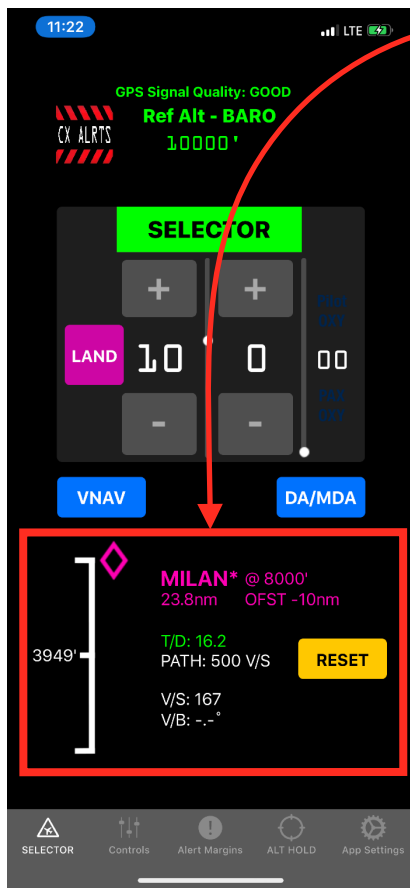 11:22
LTE
GPS Signal Quality: GOOD
Ref Alt - BARO
CX ALRTS
10000'
SELECTOR
+ +
LAND 10 0 00
- -
VNAV DA/MDA
MILAN* @ 8000'
23.8nm OFST -10nm
T/D: 16.2
3949' PATH: 500 V/S RESET
V/S: 167
V/B: -.-°
SELECTOR Controls Alert Margins ALT HOLD App Settings